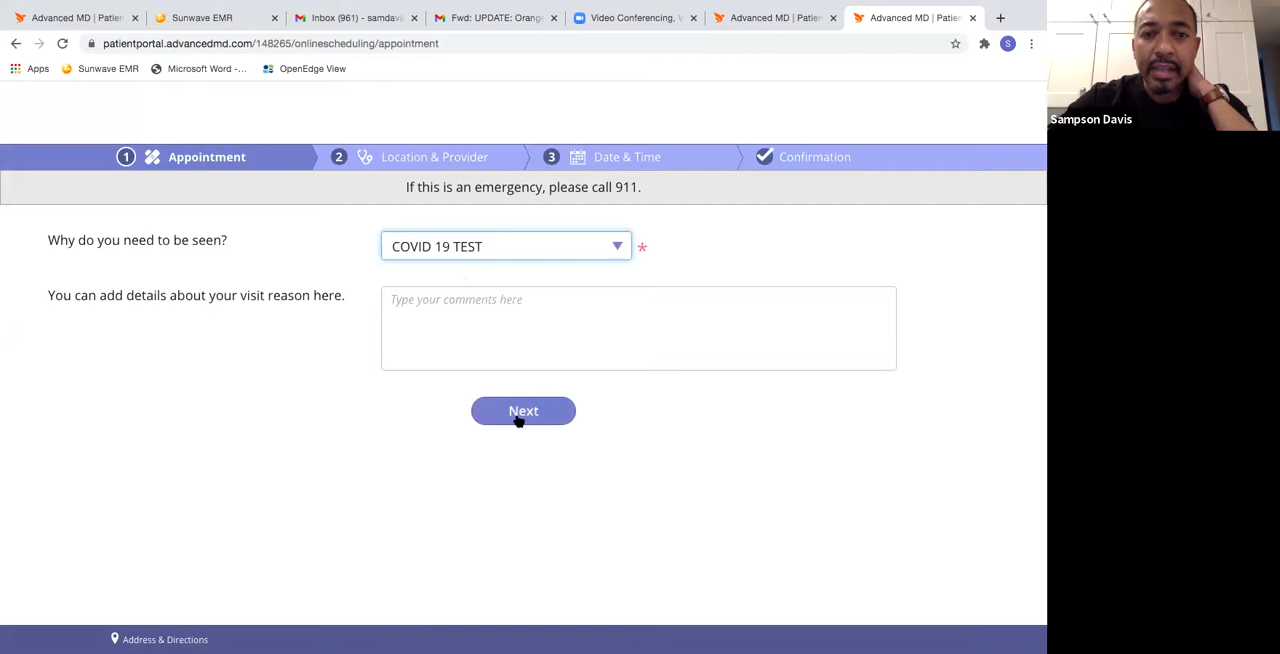 Advanced MD | Patien
Sunwave EMR
Inbox (961) - samdavi
Fwd: UPDATE: Orang
Video Conferencing, W
Advanced MD | Patien
Advanced MD | Patien
patientportal.advancedmd.com/148265/onlinescheduling/appointment
S
Apps
Sunwave EMR
Microsoft Word -...
OpenEdge View
Sampson Davis
1 Appointment
2 Location & Provider
3 Date & Time
Confirmation
If this is an emergency, please call 911.
Why do you need to be seen?
COVID 19 TEST
*
You can add details about your visit reason here.
Type your comments here
Next
Address & Directions